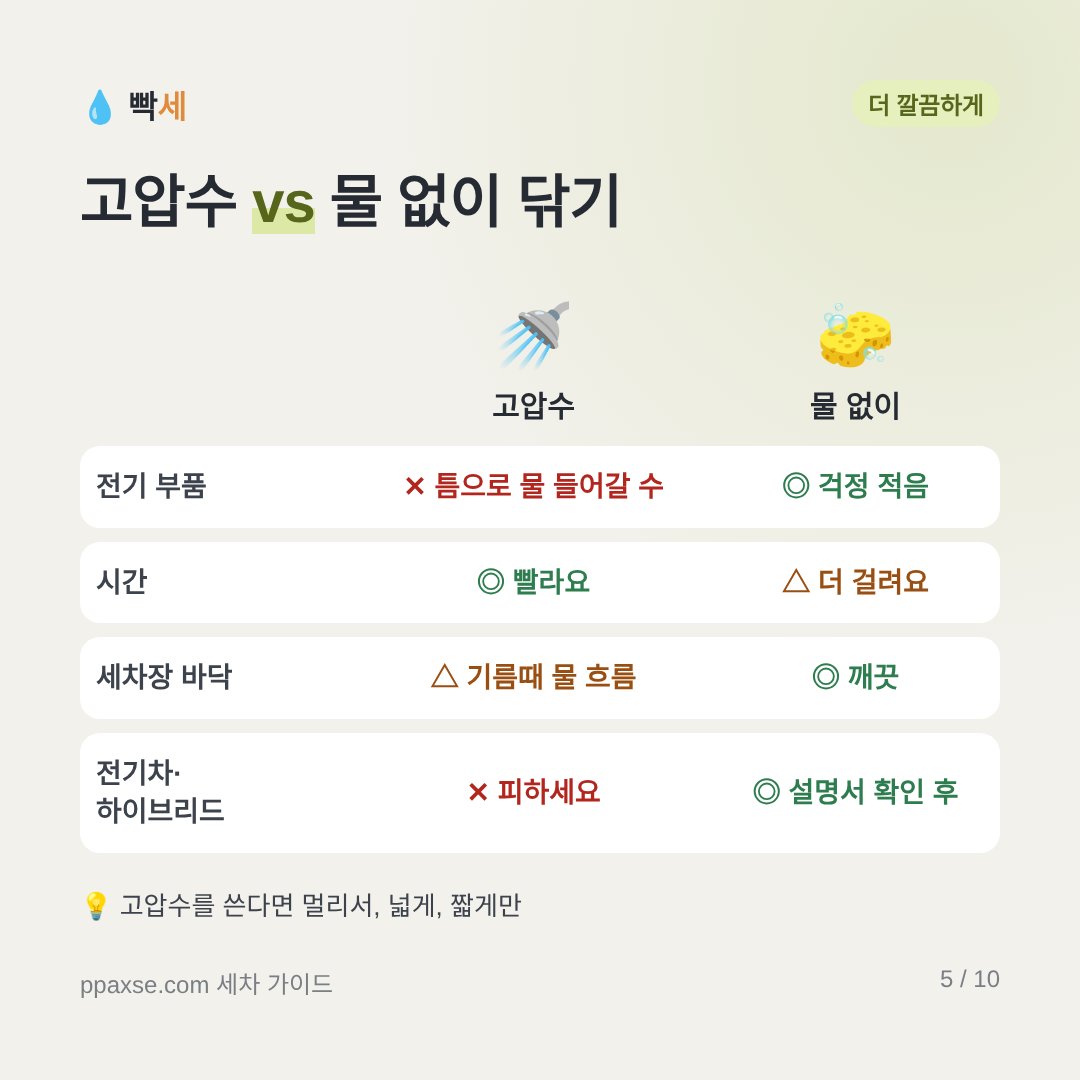 💧 빡세
더 깔끔하게
고압수 vs 물 없이 닦기
고압수
물 없이
전기 부품
✕ 틈으로 물 들어갈 수
◎ 걱정 적음
시간
◎ 빨라요
△ 더 걸려요
세차장 바닥
△ 기름때 물 흐름
◎ 깨끗
전기차·
하이브리드
✕ 피하세요
◎ 설명서 확인 후
💡 고압수를 쓴다면 멀리서, 넓게, 짧게만
ppaxse.com 세차 가이드
5 / 10